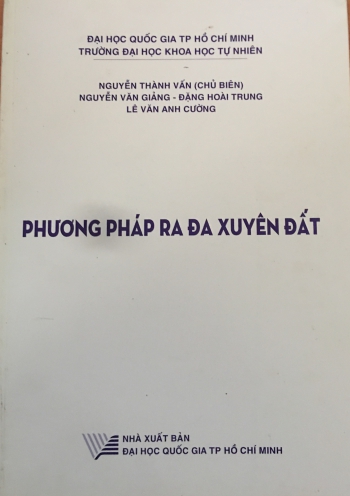 ĐẠI HỌC QUỐC GIA TP HỒ CHÍ MINH
TRƯỜNG ĐẠI HỌC KHOA HỌC TỰ NHIÊN
NGUYỄN THÀNH VẤN (CHỦ BIÊN)
NGUYỄN VĂN GIẢNG - ĐẶNG HOÀI TRUNG
LÊ VĂN ANH CƯỜNG
PHƯƠNG PHÁP RA ĐA XUYÊN ĐẤT
NHÀ XUẤT BẢN
ĐẠI HỌC QUỐC GIA TP HỒ CHÍ MINH